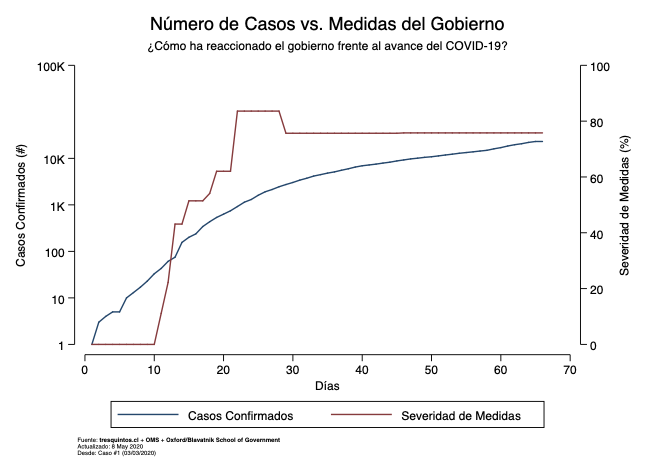 Número de Casos vs. Medidas del Gobierno
¿Cómo ha reaccionado el gobierno frente al avance del COVID-19?
Casos Confirmados (#)
100K
10K
1K
100
10
1
100
80
60
40
20
0
Severidad de Medidas (%)
0 10 20 30 40 50 60 70
Días
Casos Confirmados Severidad de Medidas
Fuente: tresquintos.cl + OMS + Oxford/Blavatnik School of Government
Actualizado: 8 May 2020
Desde: Caso #1 (03/03/2020)